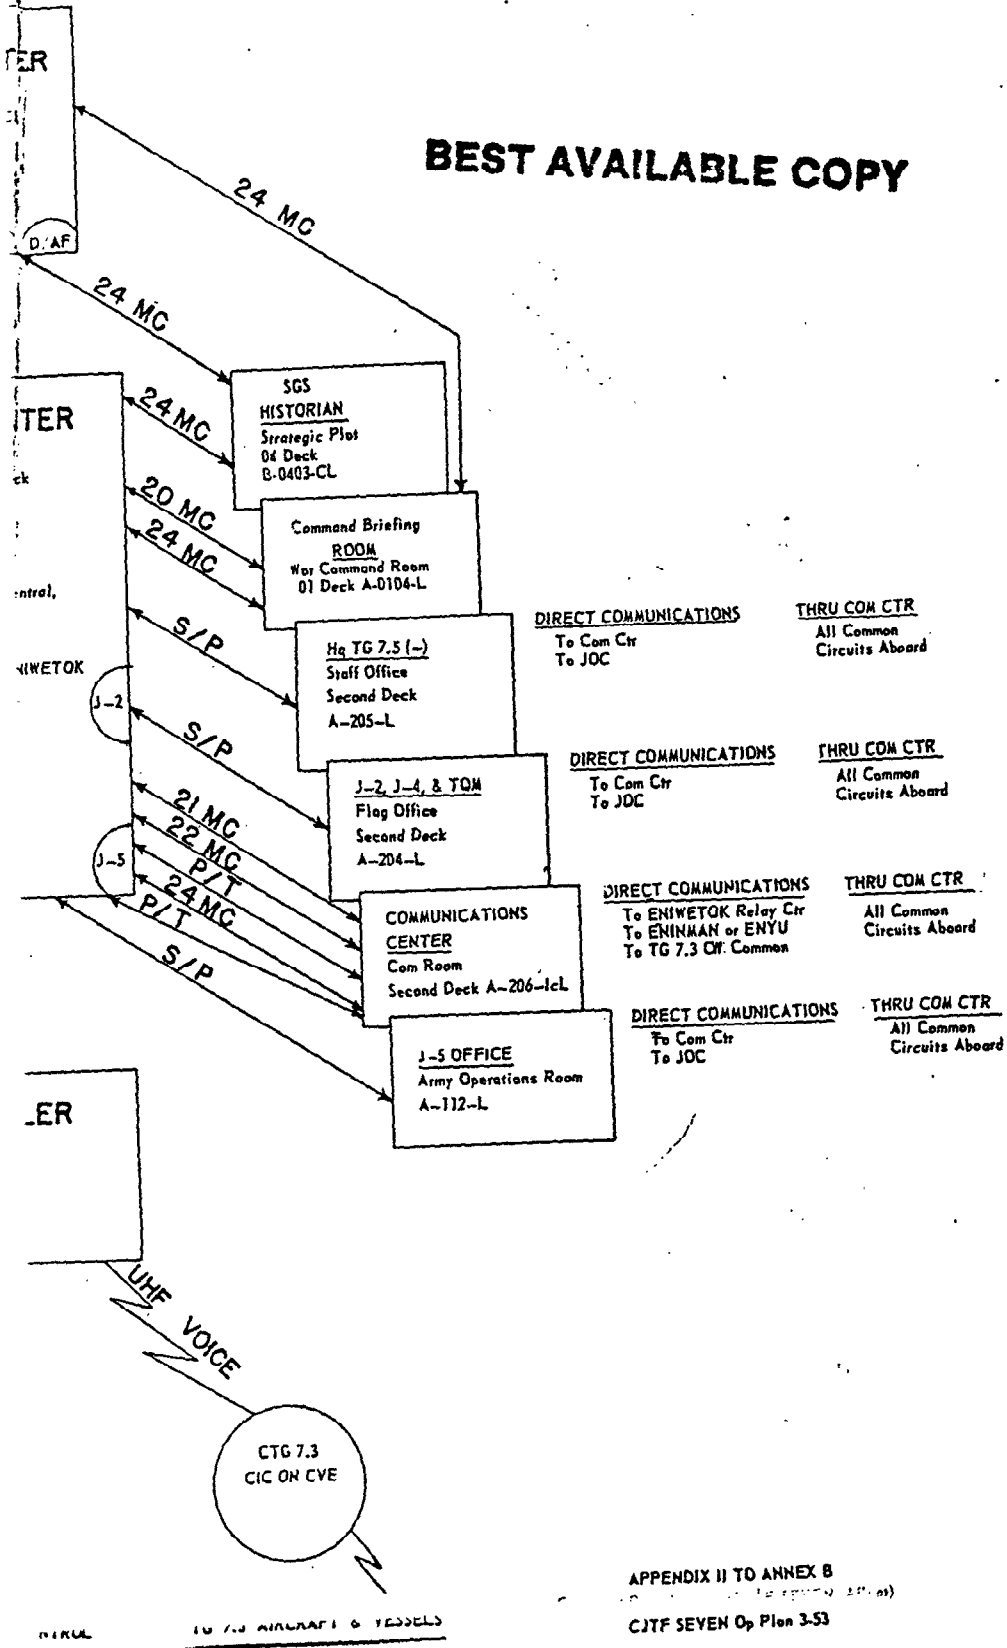 BEST AVAILABLE COPY
24 MC
D/AF
24 MC
TER
24 MC
20 MC
24 MC
S/P
J-2
S/P
21 MC
22 MC
P/T
24 MC
J-5
P/T
S/P
SGS
HISTORIAN
Strategic Plot
04 Deck
B-0403-CL
Command Briefing
ROOM
War Command Room
01 Deck A-0104-L
Hq TG 7.5 (-)
Staff Office
Second Deck
A-205-L
DIRECT COMMUNICATIONS
To Com Ctr
To JOC
THRU COM CTR
All Common
Circuits Aboard
J-2, J-4, & TQM
Flag Office
Second Deck
A-204-L
DIRECT COMMUNICATIONS
To Com Ctr
To JOC
THRU COM CTR
All Common
Circuits Aboard
COMMUNICATIONS
CENTER
Com Room
Second Deck A-206-1cL
DIRECT COMMUNICATIONS
To ENIWETOK Relay Ctr
To ENINMAN or ENYU
To TG 7.3 Off. Common
THRU COM CTR
All Common
Circuits Aboard
J-5 OFFICE
Army Operations Room
A-112-L
DIRECT COMMUNICATIONS
To Com Ctr
To JOC
THRU COM CTR
All Common
Circuits Aboard
LER
UHF VOICE
CTG 7.3
CIC ON CVE
TG 7.3 AIRCRAFT & VESSELS
APPENDIX II TO ANNEX B
CJTF SEVEN Op Plan 3-53